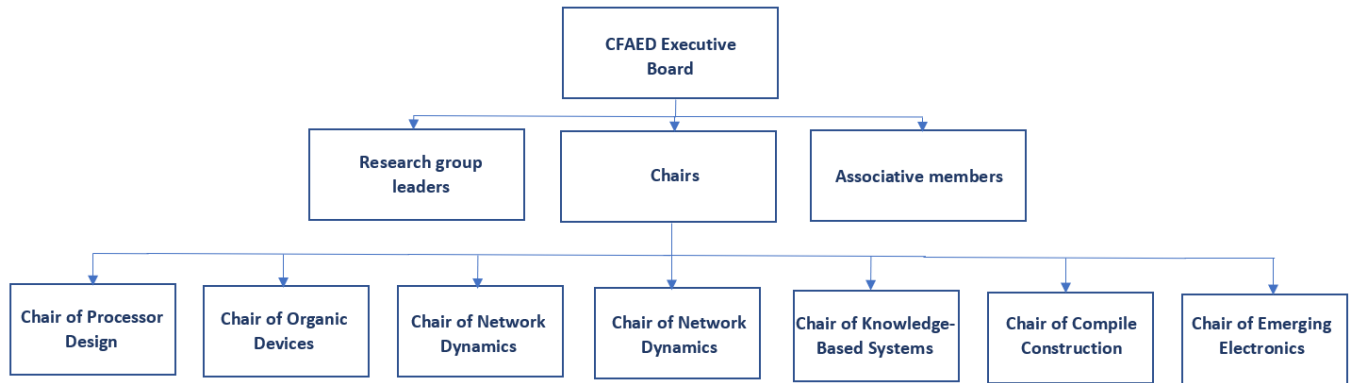 CFAED Executive
Board
Research group
leaders
Chairs
Associative members
Chair of Processor
Design
Chair of Organic
Devices
Chair of Network
Dynamics
Chair of Network
Dynamics
Chair of Knowledge-
Based Systems
Chair of Compile
Construction
Chair of Emerging
Electronics